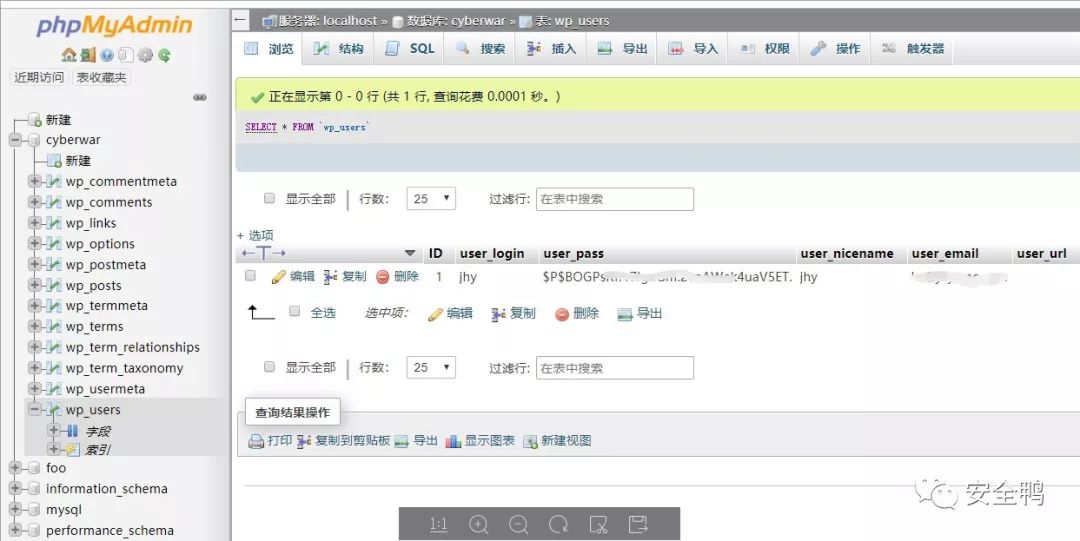 phpMyAdmin
近期访问 表收藏夹
新建
cyberwar
新建
wp_commentmeta
wp_comments
wp_links
wp_options
wp_postmeta
wp_posts
wp_termmeta
wp_terms
wp_term_relationships
wp_term_taxonomy
wp_usermeta
wp_users
字段
索引
foo
information_schema
mysql
performance_schema
服务器: localhost » 数据库: cyberwar » 表: wp_users
浏览 结构 SQL 搜索 插入 导出 导入 权限 操作 触发器
正在显示第 0 - 0 行 (共 1 行, 查询花费 0.0001 秒。)
SELECT * FROM `wp_users`
显示全部 行数: 25 过滤行: 在表中搜索
+ 选项
ID user_login user_pass user_nicename user_email user_url
编辑 复制 删除 1 jhy jhy
全选 选中项: 编辑 复制 删除 导出
显示全部 行数: 25 过滤行: 在表中搜索
查询结果操作
打印 复制到剪贴板 导出 显示图表 新建视图
安全鸭
1:1